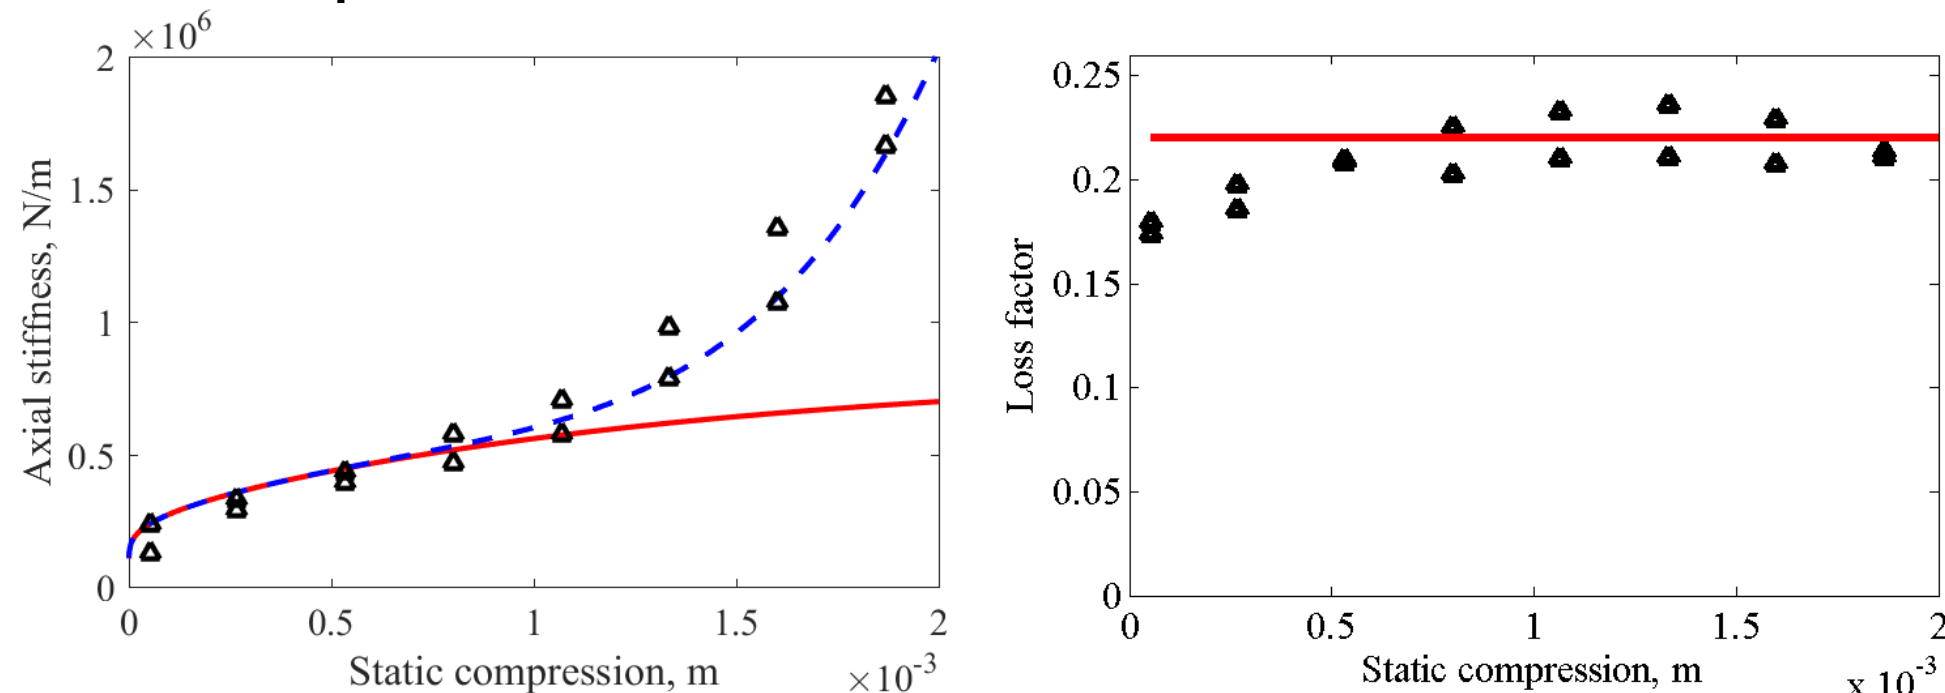 ×10⁶
2
1.5
1
0.5
0
0 0.5 1 1.5 2
Axial stiffness, N/m
Static compression, m
×10⁻³
0.25
0.2
0.15
0.1
0.05
0
0 0.5 1 1.5 2
Loss factor
Static compression, m
x 10⁻³